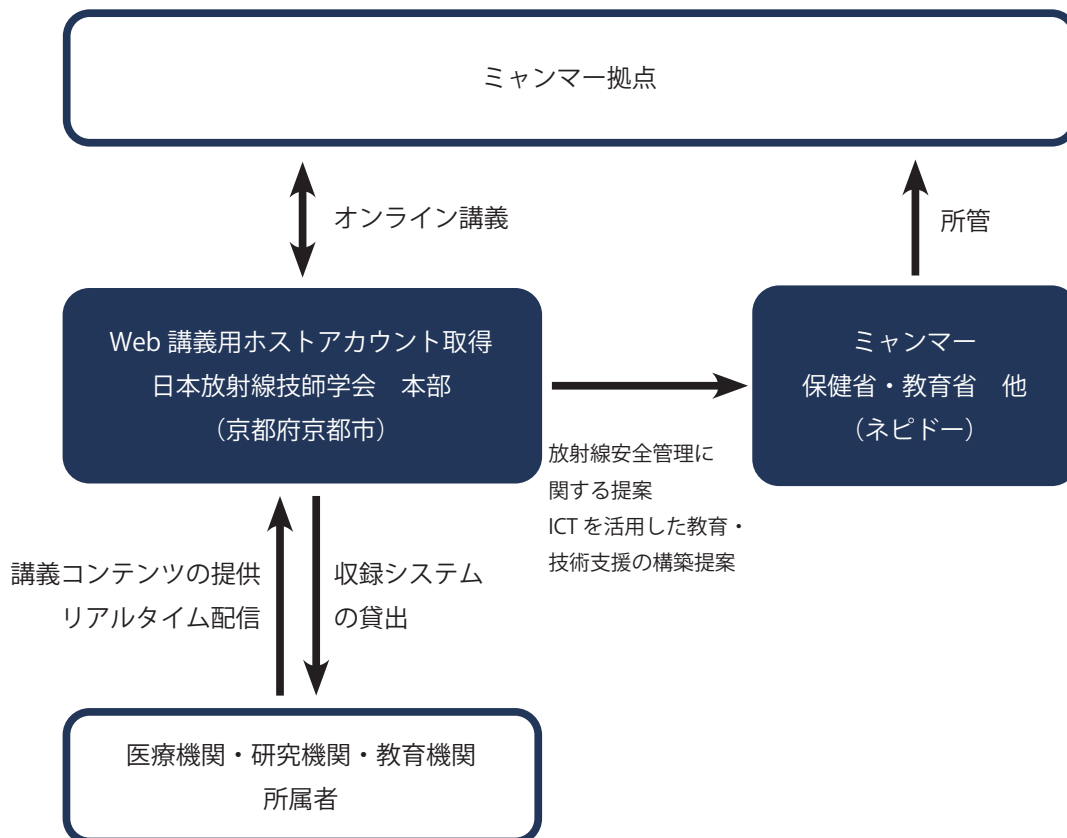 ミャンマー拠点
オンライン講義
所管
Web 講義用ホストアカウント取得
日本放射線技師学会　本部
（京都府京都市）
ミャンマー
保健省・教育省　他
（ネピドー）
放射線安全管理に
関する提案
ICT を活用した教育・
技術支援の構築提案
講義コンテンツの提供
リアルタイム配信
収録システム
の貸出
医療機関・研究機関・教育機関
所属者